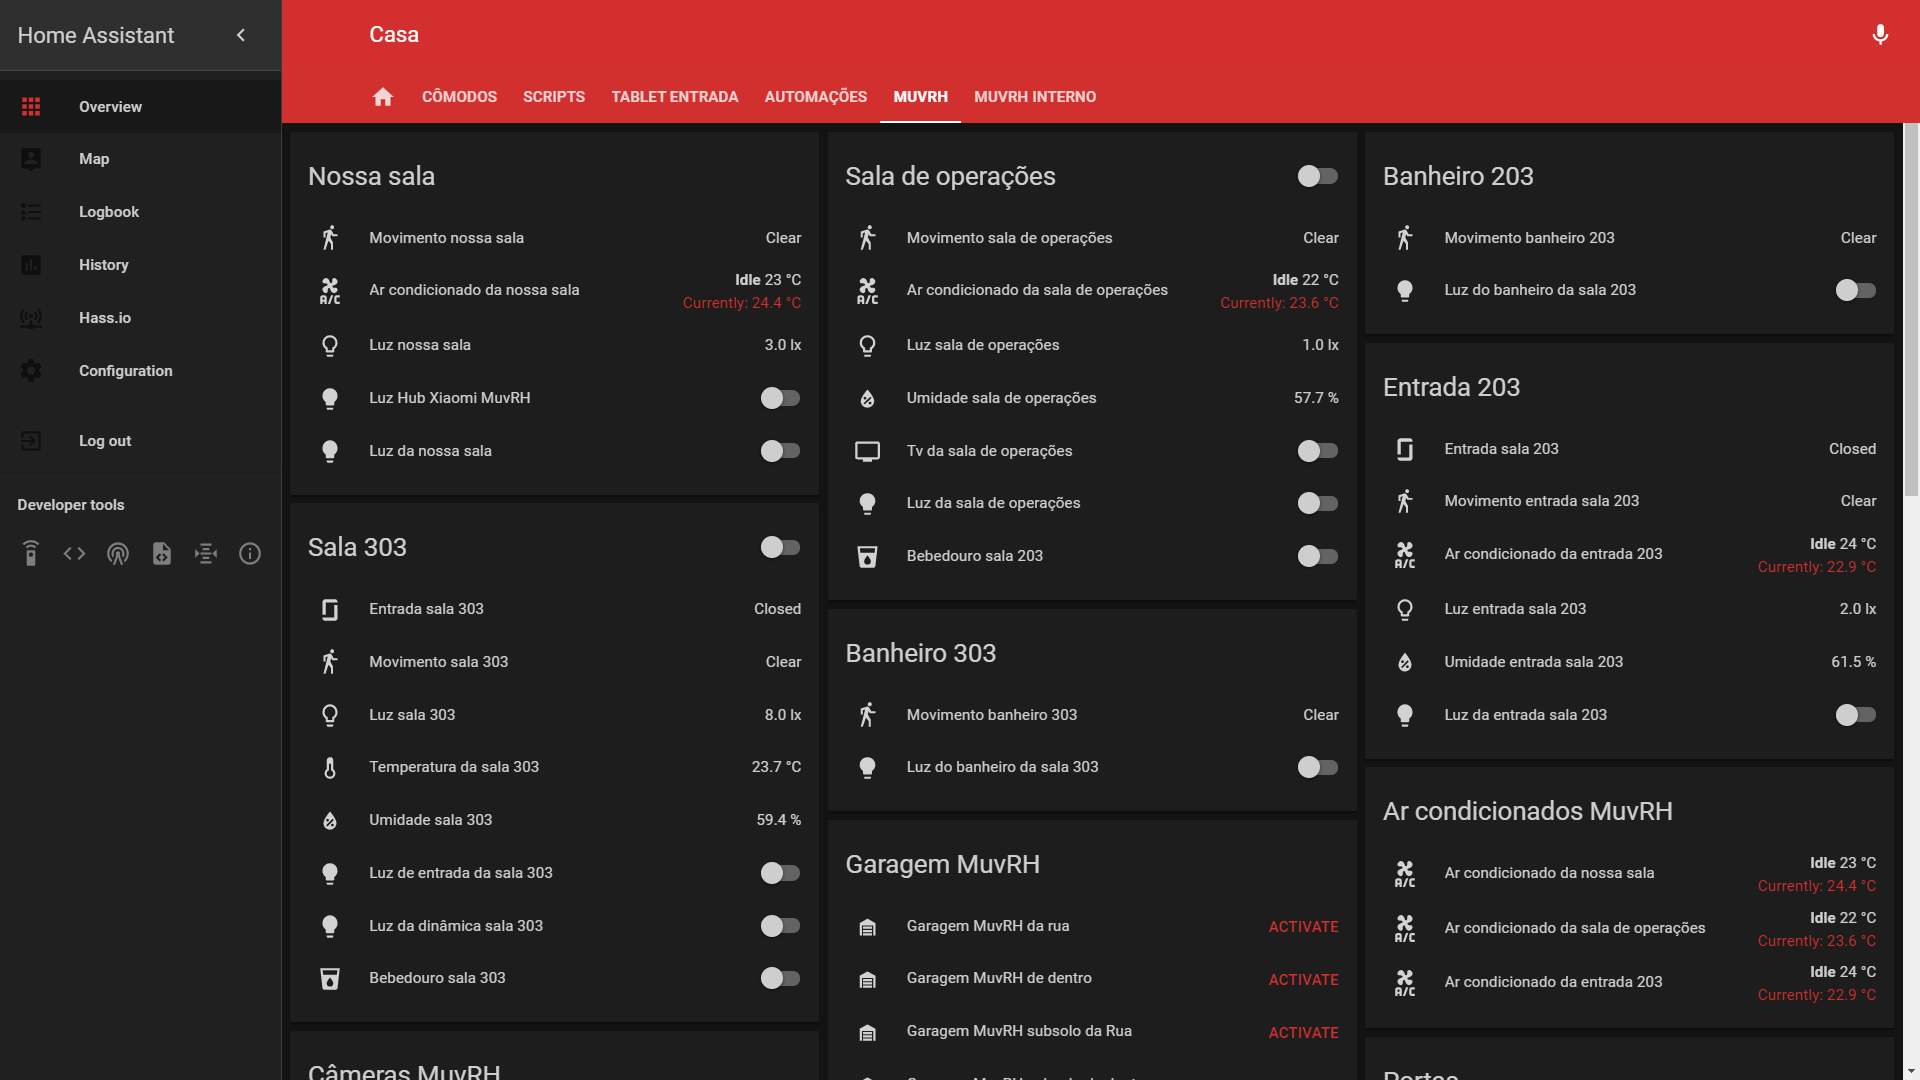 Home Assistant
Overview
Map
Logbook
History
Hass.io
Configuration
Log out
Developer tools
Casa
CÔMODOS SCRIPTS TABLET ENTRADA AUTOMAÇÕES MUVRH MUVRH INTERNO
Nossa sala
Movimento nossa sala Clear
A/C Ar condicionado da nossa sala Idle 23 °C
Currently: 24.4 °C
Luz nossa sala 3.0 lx
Luz Hub Xiaomi MuvRH
Luz da nossa sala
Sala 303
Entrada sala 303 Closed
Movimento sala 303 Clear
Luz sala 303 8.0 lx
Temperatura da sala 303 23.7 °C
Umidade sala 303 59.4 %
Luz de entrada da sala 303
Luz da dinâmica sala 303
Bebedouro sala 303
Câmeras MuvRH
Sala de operações
Movimento sala de operações Clear
A/C Ar condicionado da sala de operações Idle 22 °C
Currently: 23.6 °C
Luz sala de operações 1.0 lx
Umidade sala de operações 57.7 %
Tv da sala de operações
Luz da sala de operações
Bebedouro sala 203
Banheiro 303
Movimento banheiro 303 Clear
Luz do banheiro da sala 303
Garagem MuvRH
Garagem MuvRH da rua ACTIVATE
Garagem MuvRH de dentro ACTIVATE
Garagem MuvRH subsolo da Rua ACTIVATE
Banheiro 203
Movimento banheiro 203 Clear
Luz do banheiro da sala 203
Entrada 203
Entrada sala 203 Closed
Movimento entrada sala 203 Clear
A/C Ar condicionado da entrada 203 Idle 24 °C
Currently: 22.9 °C
Luz entrada sala 203 2.0 lx
Umidade entrada sala 203 61.5 %
Luz da entrada sala 203
Ar condicionados MuvRH
A/C Ar condicionado da nossa sala Idle 23 °C
Currently: 24.4 °C
A/C Ar condicionado da sala de operações Idle 22 °C
Currently: 23.6 °C
A/C Ar condicionado da entrada 203 Idle 24 °C
Currently: 22.9 °C
Portas